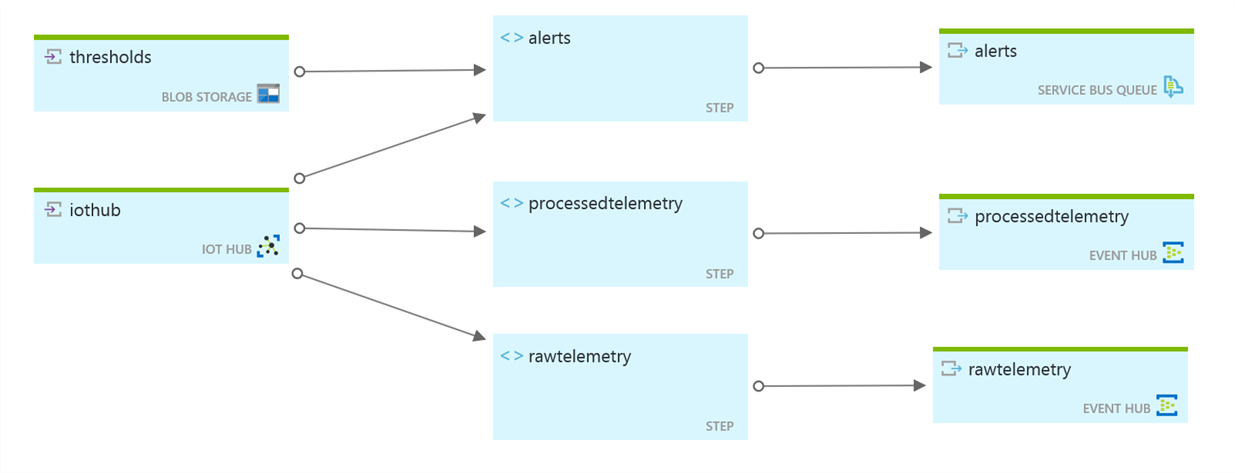 thresholds
BLOB STORAGE
<> alerts
STEP
alerts
SERVICE BUS QUEUE
iothub
IOT HUB
<> processedtelemetry
STEP
processedtelemetry
EVENT HUB
<> rawtelemetry
STEP
rawtelemetry
EVENT HUB